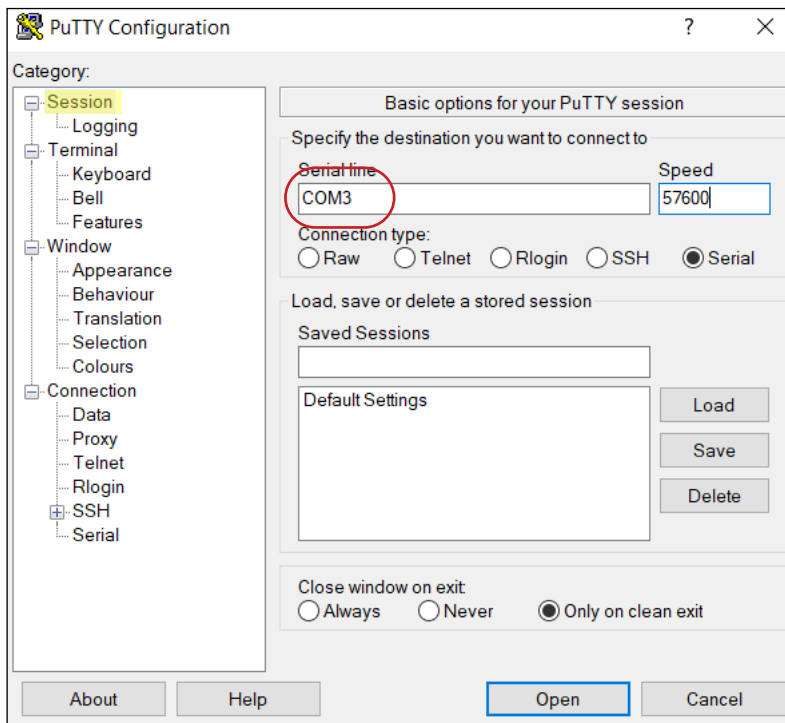 PuTTY Configuration
Category:
Session
Logging
Terminal
Keyboard
Bell
Features
Window
Appearance
Behaviour
Translation
Selection
Colours
Connection
Data
Proxy
Telnet
Rlogin
SSH
Serial
Basic options for your PuTTY session
Specify the destination you want to connect to
Serial line Speed
COM3 57600
Connection type:
Raw Telnet Rlogin SSH Serial
Load, save or delete a stored session
Saved Sessions
Default Settings
Load
Save
Delete
Close window on exit:
Always Never Only on clean exit
About Help Open Cancel